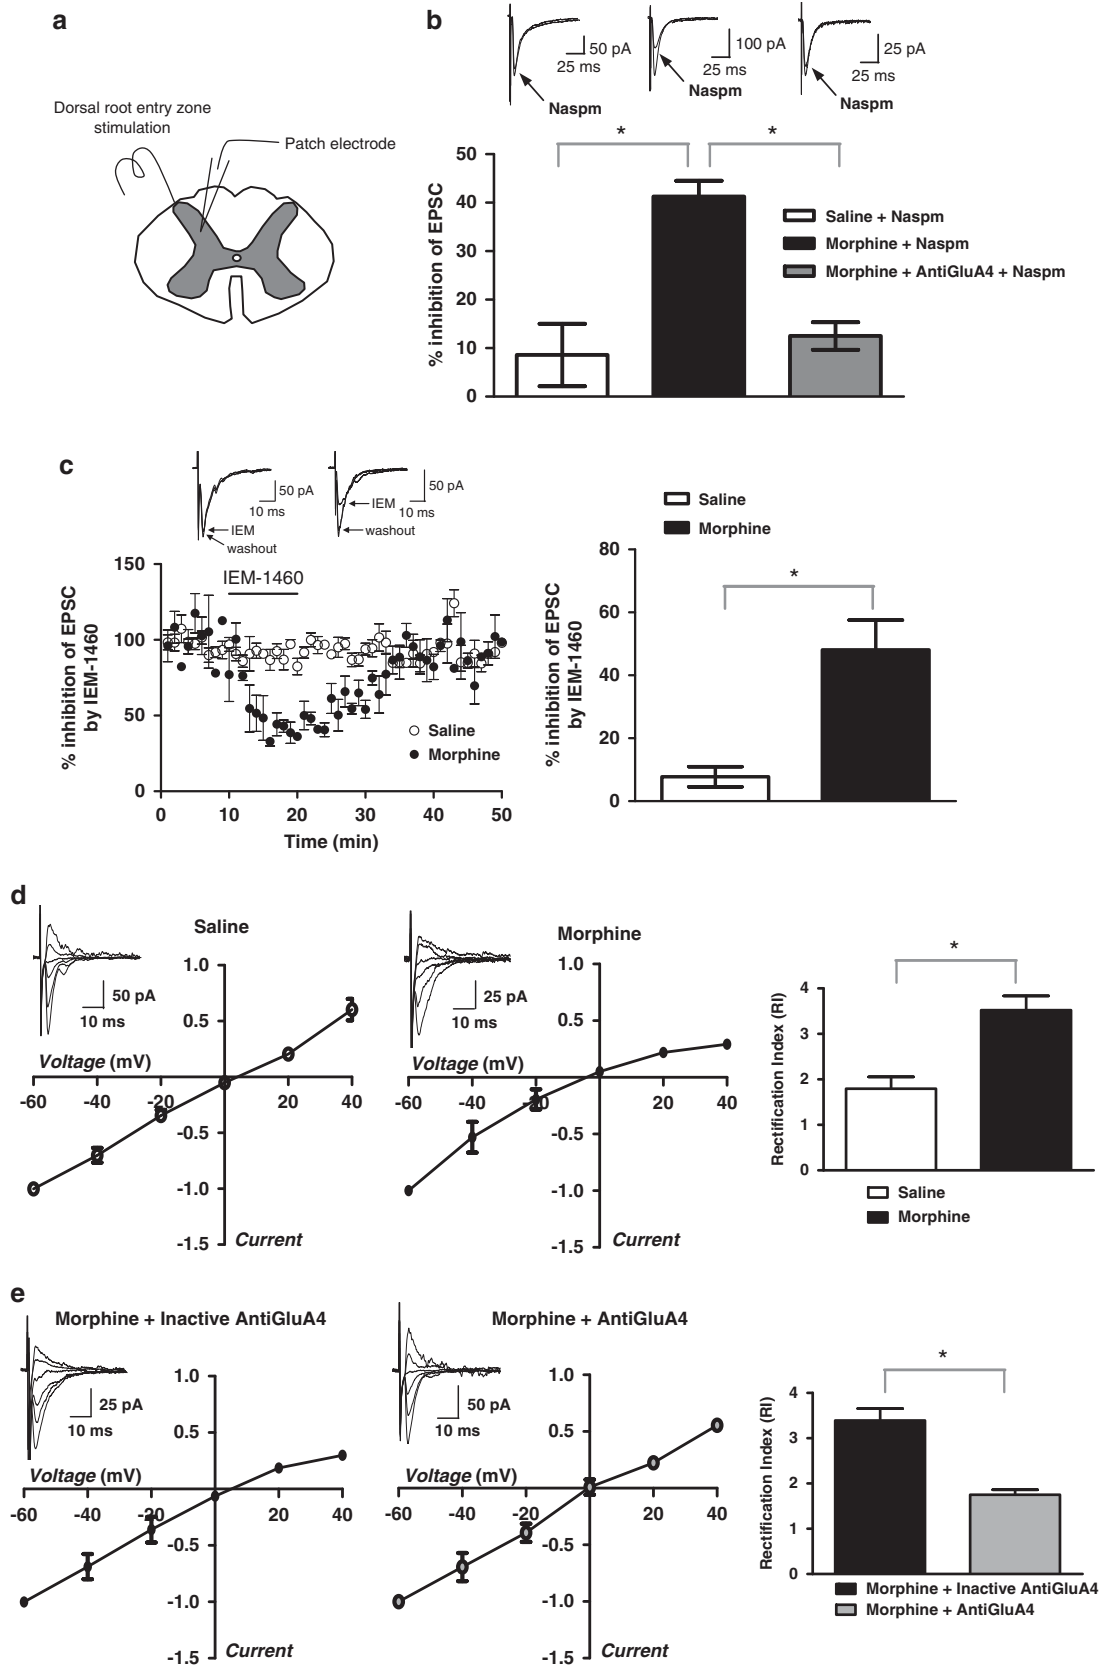 a
Dorsal root entry zone
stimulation
Patch electrode
b
50 pA
25 ms
Naspm
100 pA
25 ms
Naspm
25 pA
25 ms
Naspm
*
*
% inhibition of EPSC
50
40
30
20
10
0
Saline + Naspm
Morphine + Naspm
Morphine + AntiGluA4 + Naspm
c
50 pA
10 ms
IEM
washout
50 pA
10 ms
IEM
washout
% inhibition of EPSC
by IEM-1460
150
100
50
0
IEM-1460
Saline
Morphine
0
10
20
30
40
50
Time (min)
Saline
Morphine
% inhibition of EPSC
by IEM-1460
80
60
40
20
0
*
d
Saline
50 pA
10 ms
Voltage (mV)
1.0
0.5
-0.5
-1.0
-1.5
-60
-40
-20
20
40
Current
Morphine
25 pA
10 ms
Voltage (mV)
1.0
0.5
-0.5
-1.0
-1.5
-60
-40
-20
20
40
Current
Rectification Index (RI)
4
3
2
1
0
*
Saline
Morphine
e
Morphine + Inactive AntiGluA4
25 pA
10 ms
Voltage (mV)
1.0
0.5
-0.5
-1.0
-1.5
-60
-40
-20
20
40
Current
Morphine + AntiGluA4
50 pA
10 ms
Voltage (mV)
1.0
0.5
-0.5
-1.0
-1.5
-60
-40
-20
20
40
Current
Rectification Index (RI)
4
3
2
1
0
*
Morphine + Inactive AntiGluA4
Morphine + AntiGluA4